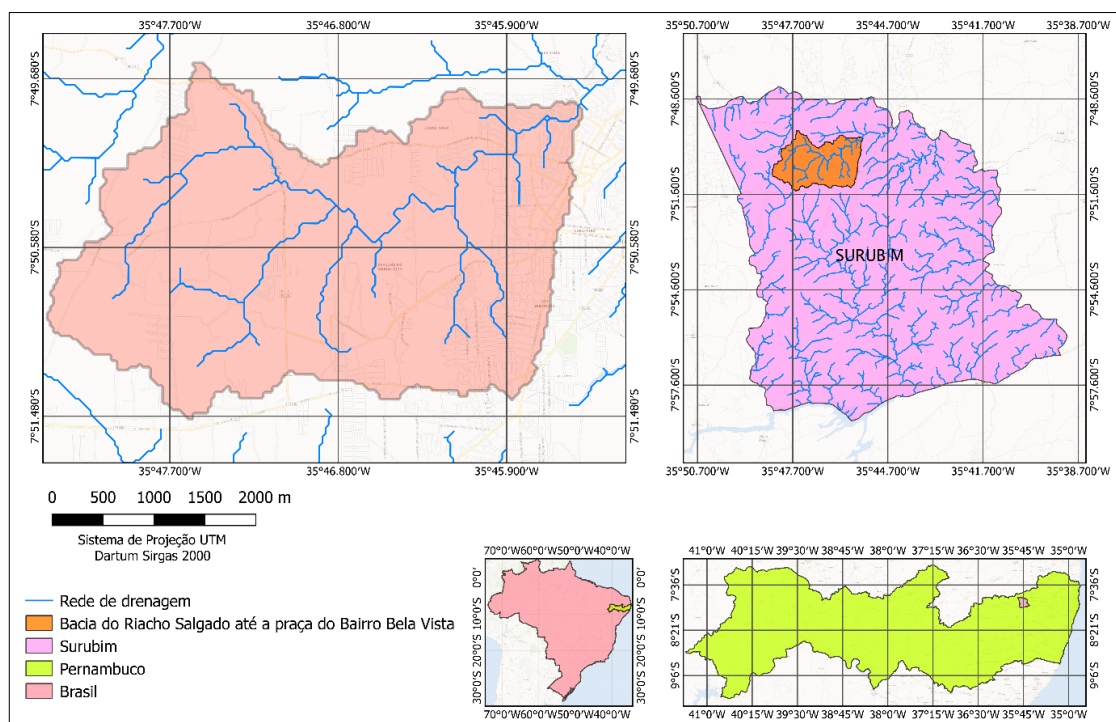 35°47.700'W 35°46.800'W 35°45.900'W
7°49.680'S 7°49.680'S
7°50.580'S 7°50.580'S
7°51.480'S 7°51.480'S
35°47.700'W 35°46.800'W 35°45.900'W
35°50.700'W 35°47.700'W 35°44.700'W 35°41.700'W 35°38.700'W
7°48.600'S 7°48.600'S
7°51.600'S 7°51.600'S
SURUBIM
7°54.600'S 7°54.600'S
7°57.600'S 7°57.600'S
35°50.700'W 35°47.700'W 35°44.700'W 35°41.700'W 35°38.700'W
0 500 1000 1500 2000 m
Sistema de Projeção UTM
Dartum Sirgas 2000
Rede de drenagem
Bacia do Riacho Salgado até a praça do Bairro Bela Vista
Surubim
Pernambuco
Brasil
70°0'W 60°0'W 50°0'W 40°0'W
0°0' 0°0'
10°0'S 10°0'S
20°0'S 20°0'S
30°0'S 30°0'S
70°0'W 60°0'W 50°0'W 40°0'W
41°0'W 40°15'W 39°30'W 38°45'W 38°0'W 37°15'W 36°30'W 35°45'W 35°0'W
7°36'S 7°36'S
8°21'S 8°21'S
9°6'S 9°6'S
41°0'W 40°15'W 39°30'W 38°45'W 38°0'W 37°15'W 36°30'W 35°45'W 35°0'W